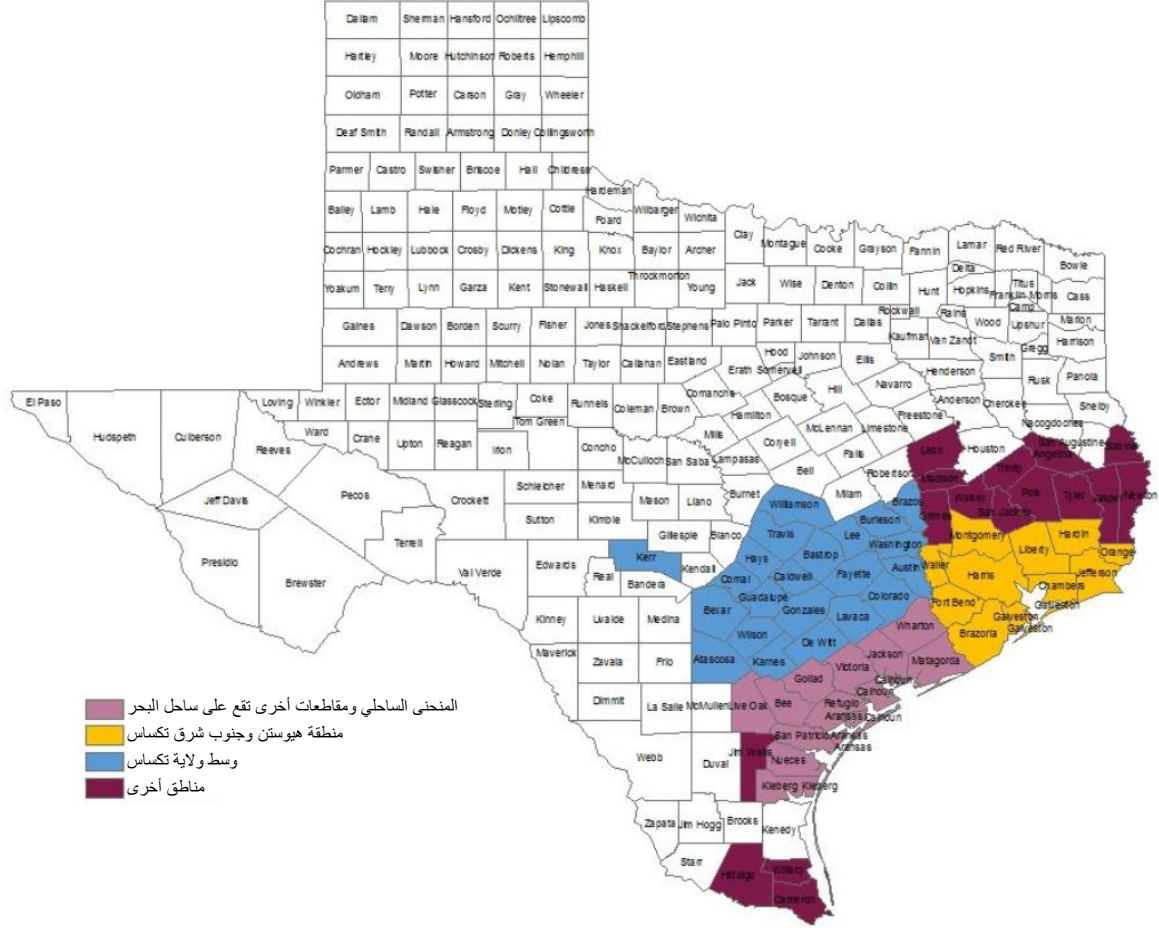 Dallam Sherman Hansford Ochiltree Lipscomb
Hartley Moore Hutchinson Roberts Hemphill
Oldham Potter Carson Gray Wheeler
Deaf Smith Randall Armstrong Donley Collingsworth
Parmer Castro Swisher Briscoe Hall Childress
Hardeman
Bailey Lamb Hale Floyd Motley Cottle Foard Wilbarger Wichita
Clay Montague Cooke Grayson Fannin Lamar Red River Bowie
Cochran Hockley Lubbock Crosby Dickens King Knox Baylor Archer
Delta Titus
Yoakum Terry Lynn Garza Kent Stonewall Haskell Throckmorton Young Jack Wise Denton Collin Hunt Hopkins Franklin Morris Cass
Rockwall Rains Camp
Gaines Dawson Borden Scurry Fisher Jones Shackelford Stephens Palo Pinto Parker Tarrant Dallas Kaufman Van Zandt Wood Upshur Marion
Gregg Harrison
Andrews Martin Howard Mitchell Nolan Taylor Callahan Eastland Erath Hood Somervell Johnson Ellis Henderson Smith Rusk Panola
El Paso Hudspeth Culberson Reeves Loving Winkler Ector Midland Glasscock Sterling Coke Runnels Coleman Brown Comanche Bosque Hill Navarro Anderson Cherokee Shelby
Ward Crane Upton Reagan Irion Tom Green Concho McCulloch San Saba Mills Hamilton Coryell McLennan Limestone Freestone Nacogdoches
Lampasas Falls Leon Houston Angelina San Augustine Sabine
Jeff Davis Pecos Crockett Schleicher Menard Mason Llano Burnet Bell Milam Robertson Madison Trinity Polk Tyler Jasper Newton
Presidio Brewster Terrell Sutton Kimble Gillespie Blanco Williamson Travis Burleson Brazos Grimes Walker San Jacinto
Val Verde Edwards Real Kerr Kendall Bandera Hays Comal Bastrop Lee Washington Austin Waller Montgomery Liberty Hardin Orange
Caldwell Fayette Colorado Harris Chambers Jefferson
Kinney Uvalde Medina Bexar Guadalupe Gonzales Lavaca Wharton Fort Bend Brazoria Galveston Galveston Galveston
Maverick Zavala Frio Atascosa Wilson Karnes De Witt Jackson Matagorda
Dimmit La Salle McMullen Live Oak Bee Goliad Victoria Calhoun Calhoun Calhoun
Refugio Aransas Aransas Aransas
Webb Duval Jim Wells San Patricio Nueces
Kleberg Kleberg
Zapata Jim Hogg Brooks Kenedy
Starr Hidalgo Willacy
Cameron
المنحنى الساحلي ومقاطعات أخرى تقع على ساحل البحر
منطقة هيوستن وجنوب شرق تكساس
وسط ولاية تكساس
مناطق أخرى